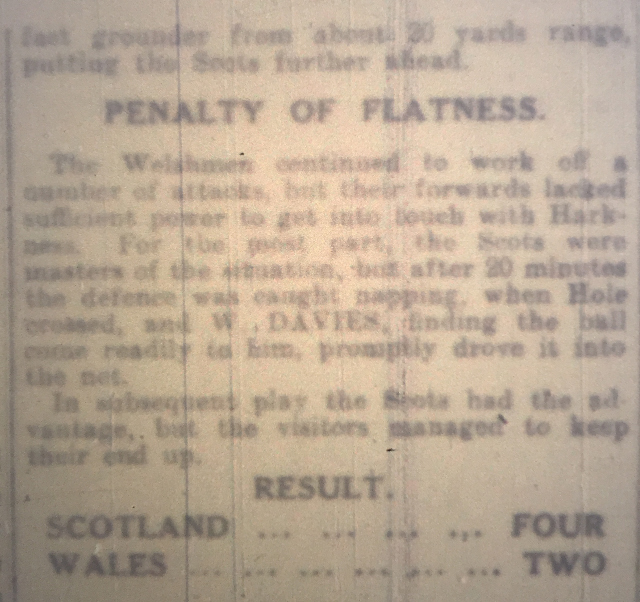 fast grounder from about 20 yards range,
putting the Scots further ahead.
PENALTY OF FLATNESS.
The Welshmen continued to work off a
number of attacks, but their forwards lacked
sufficient power to get into touch with Hark-
ness. For the most part, the Scots were
masters of the situation, but after 20 minutes
the defence was caught napping, when Hole
crossed, and W. DAVIES, finding the ball
come readily to him, promptly drove it into
the net.
In subsequent play the Scots had the ad-
vantage, but the visitors managed to keep
their end up.
RESULT.
SCOTLAND ... ... ... ... FOUR
WALES ... ... ... ... ... ... TWO